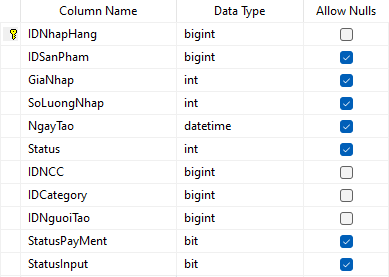 Column Name Data Type Allow Nulls
IDNhapHang bigint
IDSanPham bigint
GiaNhap int
SoLuongNhap int
NgayTao datetime
Status int
IDNCC bigint
IDCategory bigint
IDNguoiTao bigint
StatusPayMent bit
StatusInput bit